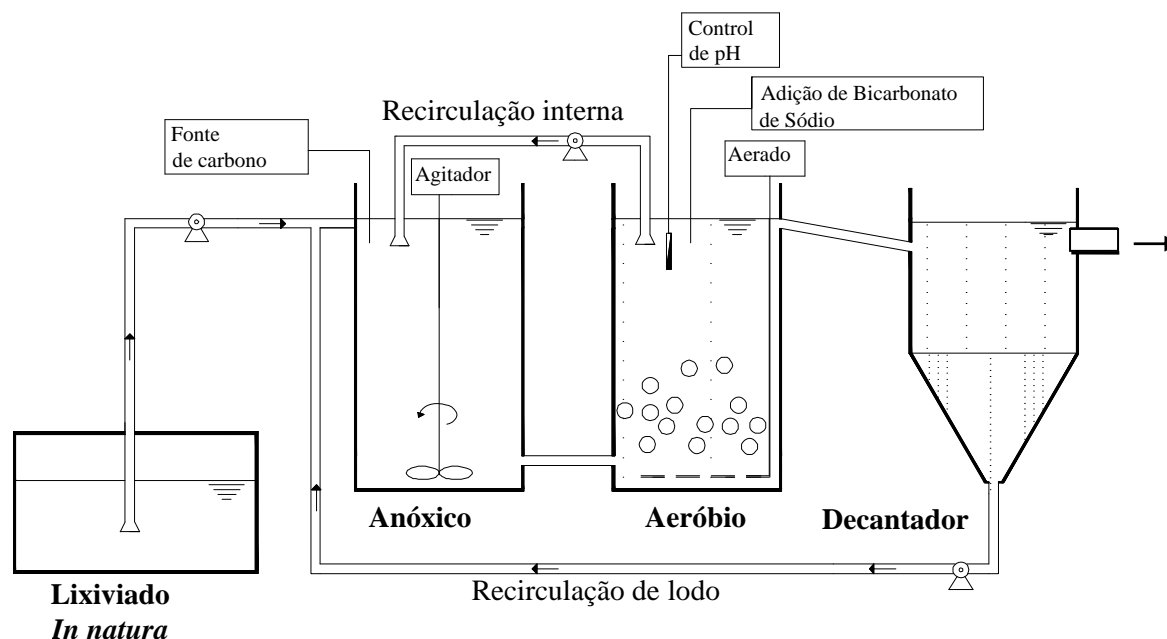 Control
de pH
Adição de Bicarbonato
de Sódio
Recirculação interna
Fonte
de carbono
Agitador
Aerado
Anóxico
Aeróbio
Decantador
Recirculação de lodo
Lixiviado
In natura